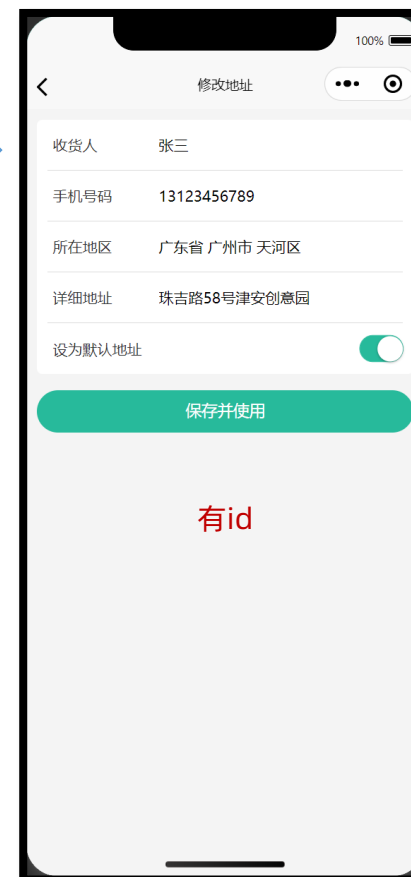 100%
修改地址
收货人 张三
手机号码 13123456789
所在地区 广东省 广州市 天河区
详细地址 珠吉路58号津安创意园
设为默认地址
保存并使用
有id